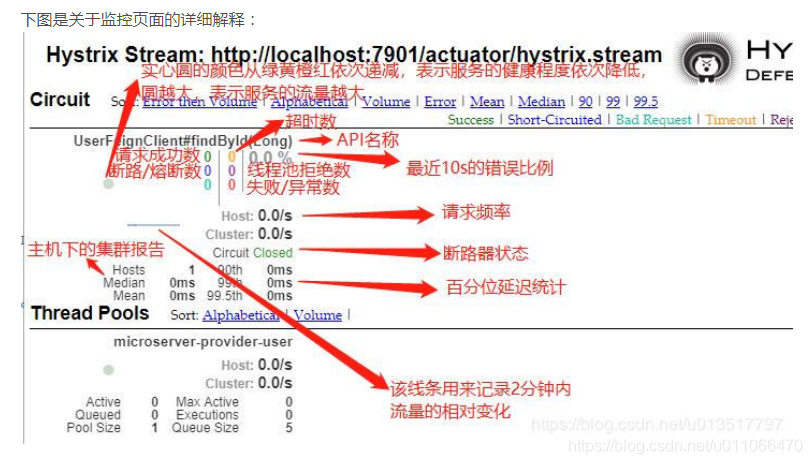 下图是关于监控页面的详细解释：
Hystrix Stream: http://localhost:7901/actuator/hystrix.stream
HY
DEFE
实心圆的颜色从绿黄橙红依次递减，表示服务的健康程度依次降低，
圆越大，表示服务的流量越大
Circuit Sort: Error then Volume | Alphabetical | Volume | Error | Mean | Median | 90 | 99 | 99.5
Success | Short-Circuited | Bad Request | Timeout | Reje
超时数
UserFeignClient#findById(Long)
API名称
请求成功数 0 0 0.0 %
最近10s的错误比例
断路/熔断数 0 0 线程池拒绝数
0 0 失败/异常数
Host: 0.0/s
请求频率
Cluster: 0.0/s
主机下的集群报告
Circuit Closed
断路器状态
Hosts 1 90th 0ms
Median 0ms 99th 0ms
百分位延迟统计
Mean 0ms 99.5th 0ms
Thread Pools Sort: Alphabetical | Volume |
microserver-provider-user
Host: 0.0/s
Cluster: 0.0/s
该线条用来记录2分钟内
流量的相对变化
Active 0 Max Active 0
Queued 0 Executions 0
Pool Size 1 Queue Size 5
https://blog.csdn.net/u013517797
https://blog.csdn.net/u011066470